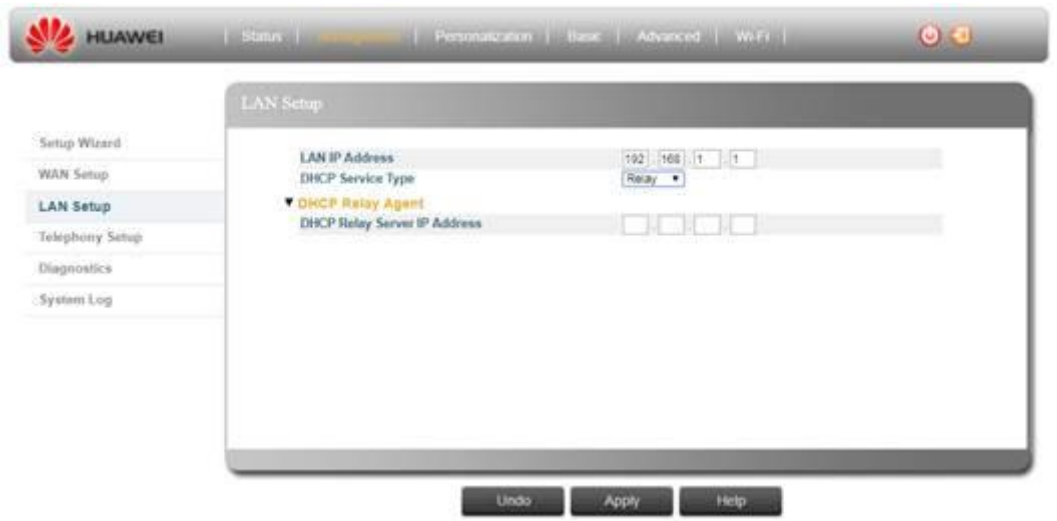 HUAWEI
Status | | Personalization | Basic | Advanced | Wi-Fi |
LAN Setup
Setup Wizard
WAN Setup
LAN Setup
Telephony Setup
Diagnostics
System Log
LAN IP Address 192 . 168 . 1 . 1
DHCP Service Type Relay
DHCP Relay Agent
DHCP Relay Server IP Address . . .
Undo Apply Help